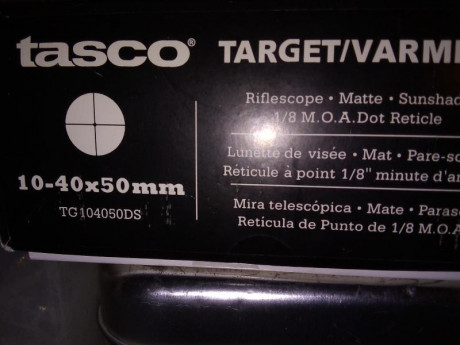 tasco® TARGET/VARMI
Riflescope • Matte • Sunshad
1/8 M.O.A. Dot Reticle
Lunette de visée • Mat • Pare-so
Réticule à point 1/8" minute d'an
10-40x50mm
TG104050DS
Mira telescópica • Mate • Paraso
Retícula de Punto de 1/8 M.O.A